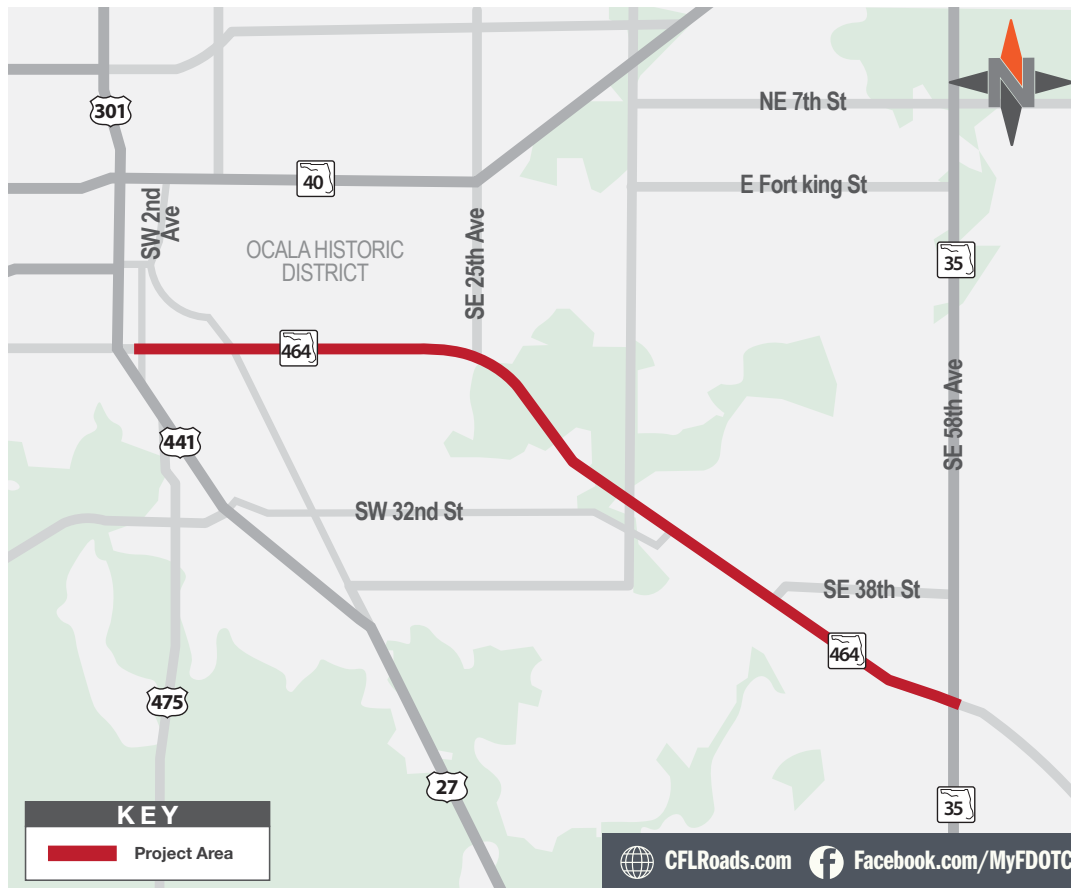 301
NE 7th St
40
E Fort king St
SW 2nd
Ave
OCALA HISTORIC
DISTRICT
SE 25th Ave
35
464
SE 58th Ave
441
SW 32nd St
SE 38th St
464
475
27
35
KEY
Project Area
N
CFLRoads.com
Facebook.com/MyFDOTC